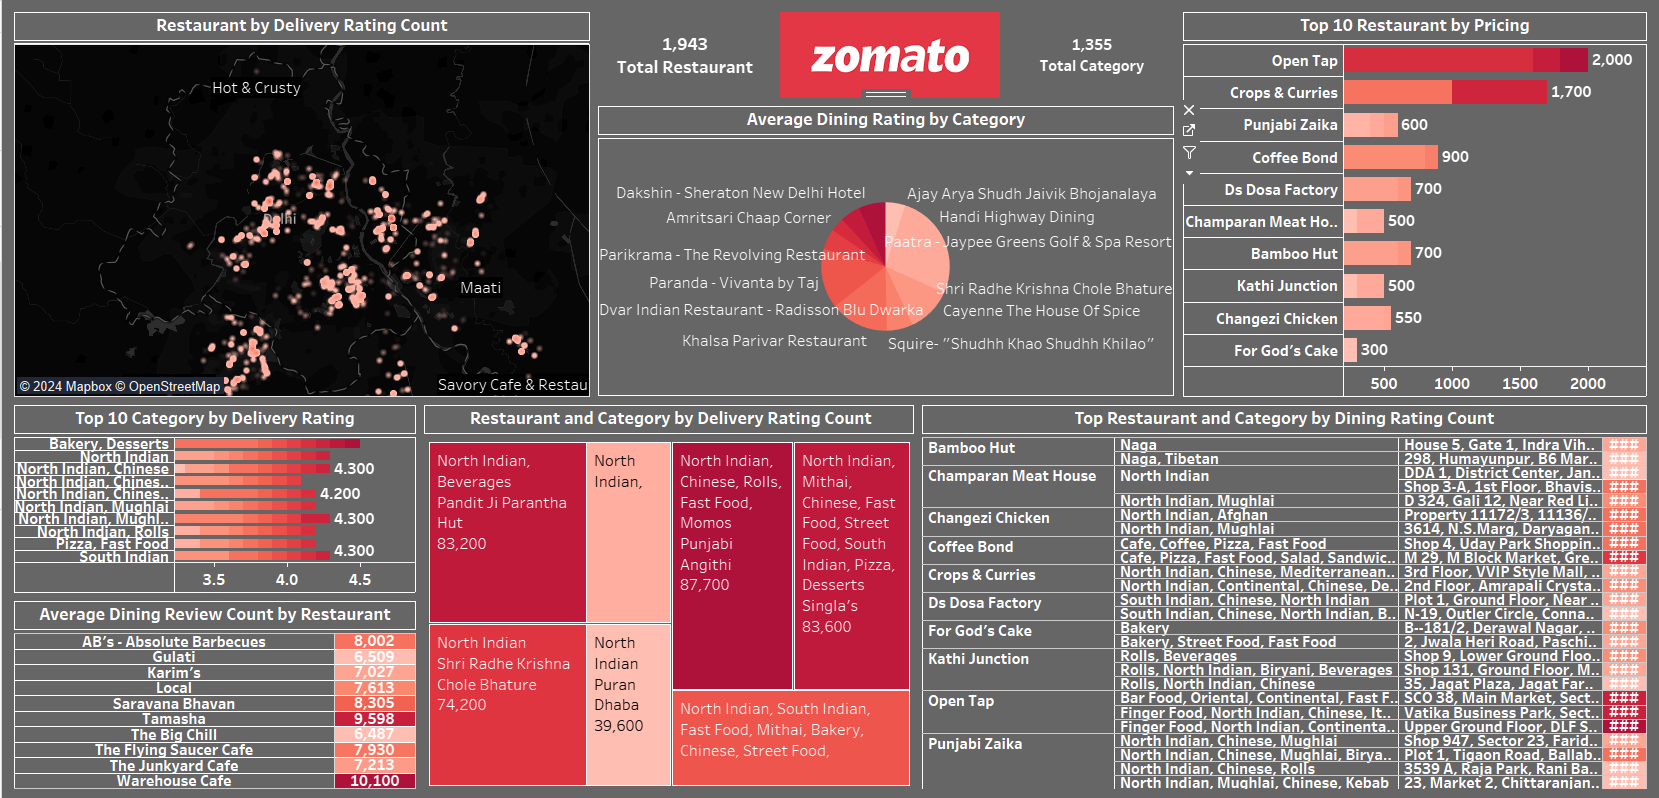 Restaurant by Delivery Rating Count
Hot & Crusty
Delhi
Maati
Savory Cafe & Restau
© 2024 Mapbox © OpenStreetMap
1,943
Total Restaurant
zomato
1,355
Total Category
Average Dining Rating by Category
Dakshin - Sheraton New Delhi Hotel
Ajay Arya Shudh Jaivik Bhojanalaya
Amritsari Chaap Corner
Handi Highway Dining
Paatra - Jaypee Greens Golf & Spa Resort
Parikrama - The Revolving Restaurant
Paranda - Vivanta by Taj
Shri Radhe Krishna Chole Bhature
Dvar Indian Restaurant - Radisson Blu Dwarka
Cayenne The House Of Spice
Khalsa Parivar Restaurant
Squire- "Shudhh Khao Shudhh Khilao"
Top 10 Restaurant by Pricing
Open Tap 2,000
Crops & Curries 1,700
Punjabi Zaika 600
Coffee Bond 900
Ds Dosa Factory 700
Champaran Meat Ho.. 500
Bamboo Hut 700
Kathi Junction 500
Changezi Chicken 550
For God's Cake 300
500 1000 1500 2000
Top 10 Category by Delivery Rating
Bakery, Desserts
North Indian
North Indian, Chinese 4.300
North Indian, Chines..
North Indian, Chines.. 4.200
North Indian, Mughlai
North Indian, Mughl.. 4.300
North Indian, Rolls
Pizza, Fast Food 4.300
South Indian
3.5 4.0 4.5
Average Dining Review Count by Restaurant
AB's - Absolute Barbecues 8,002
Gulati 6,509
Karim's 7,027
Local 7,613
Saravana Bhavan 8,305
Tamasha 9,598
The Big Chill 6,487
The Flying Saucer Cafe 7,930
The Junkyard Cafe 7,213
Warehouse Cafe 10,100
Restaurant and Category by Delivery Rating Count
North Indian,
Beverages
Pandit Ji Parantha
Hut
83,200
North
Indian,
North Indian,
Chinese, Rolls,
Fast Food,
Momos
Punjabi
Angithi
87,700
North Indian,
Mithai,
Chinese, Fast
Food, Street
Food, South
Indian, Pizza,
Desserts
Singla's
83,600
North Indian
Shri Radhe Krishna
Chole Bhature
74,200
North
Indian
Puran
Dhaba
39,600
North Indian, South Indian,
Fast Food, Mithai, Bakery,
Chinese, Street Food,
Top Restaurant and Category by Dining Rating Count
Bamboo Hut Naga House 5, Gate 1, Indra Vih.. ###
Naga, Tibetan 298, Humayunpur, B6 Mar.. ###
Champaran Meat House North Indian DDA 1, District Center, Jan.. ###
Shop 3-A, 1st Floor, Bhavis.. ###
North Indian, Mughlai D 324, Gali 12, Near Red Li.. ###
Changezi Chicken North Indian, Afghan Property 11172/3, 11136/.. ###
North Indian, Mughlai 3614, N.S.Marg, Daryagan.. ###
Coffee Bond Cafe, Coffee, Pizza, Fast Food Shop 4, Uday Park Shoppin.. ###
Cafe, Pizza, Fast Food, Salad, Sandwic.. M 29, M Block Market, Gre.. ###
Crops & Curries North Indian, Chinese, Mediterranean.. 3rd Floor, VVIP Style Mall, .. ###
North Indian, Continental, Chinese, De.. 2nd Floor, Amrapali Crysta.. ###
Ds Dosa Factory South Indian, Chinese, North Indian Plot 1, Ground Floor, Near .. ###
South Indian, Chinese, North Indian, B.. N-19, Outler Circle, Conna.. ###
For God's Cake Bakery B--181/2, Derawal Nagar, .. ###
Bakery, Street Food, Fast Food 2, Jwala Heri Road, Paschi.. ###
Kathi Junction Rolls, Beverages Shop 9, Lower Ground Floo.. ###
Rolls, North Indian, Biryani, Beverages Shop 131, Ground Floor, M.. ###
Rolls, North Indian, Chinese 35, Jagat Plaza, Jagat Far.. ###
Open Tap Bar Food, Oriental, Continental, Fast F.. SCO 38, Main Market, Sect.. ###
Finger Food, North Indian, Chinese, It.. Vatika Business Park, Sect.. ###
Finger Food, North Indian, Continenta.. Upper Ground Floor, DLF S.. ###
Punjabi Zaika North Indian, Chinese, Mughlai Shop 947, Sector 23, Farid.. ###
North Indian, Chinese, Mughlai, Birya.. Plot 1, Tigaon Road, Ballab.. ###
North Indian, Chinese, Rolls 3539 A, Raja Park, Rani Ba.. ###
North Indian, Mughlai, Chinese, Kebab 23, Market 2, Chittaranjan.. ###